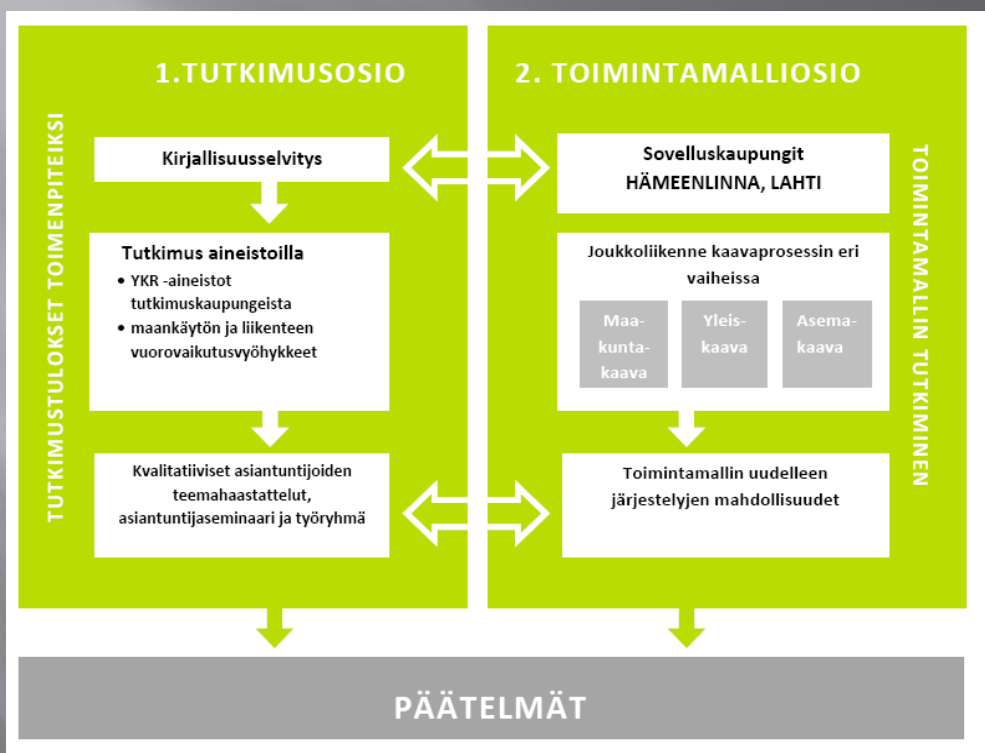 1.TUTKIMUSOSIO
TUTKIMUSTULOKSET TOIMENPITEIKSI
Kirjallisuusselvitys
Tutkimus aineistoilla
• YKR -aineistot
tutkimuskaupungeista
• maankäytön ja liikenteen
vuorovaikutusvyöhykkeet
Kvalitatiiviset asiantuntijoiden
teemahaastattelut,
asiantuntijaseminaari ja työryhmä
2. TOIMINTAMALLIOSIO
Sovelluskaupungit
HÄMEENLINNA, LAHTI
Joukkoliikenne kaavaprosessin eri
vaiheissa
Maa-
kunta-
kaava
Yleis-
kaava
Asema-
kaava
Toimintamallin uudelleen
järjestelyjen mahdollisuudet
TOIMINTAMALLIN TUTKIMINEN
PÄÄTELMÄT